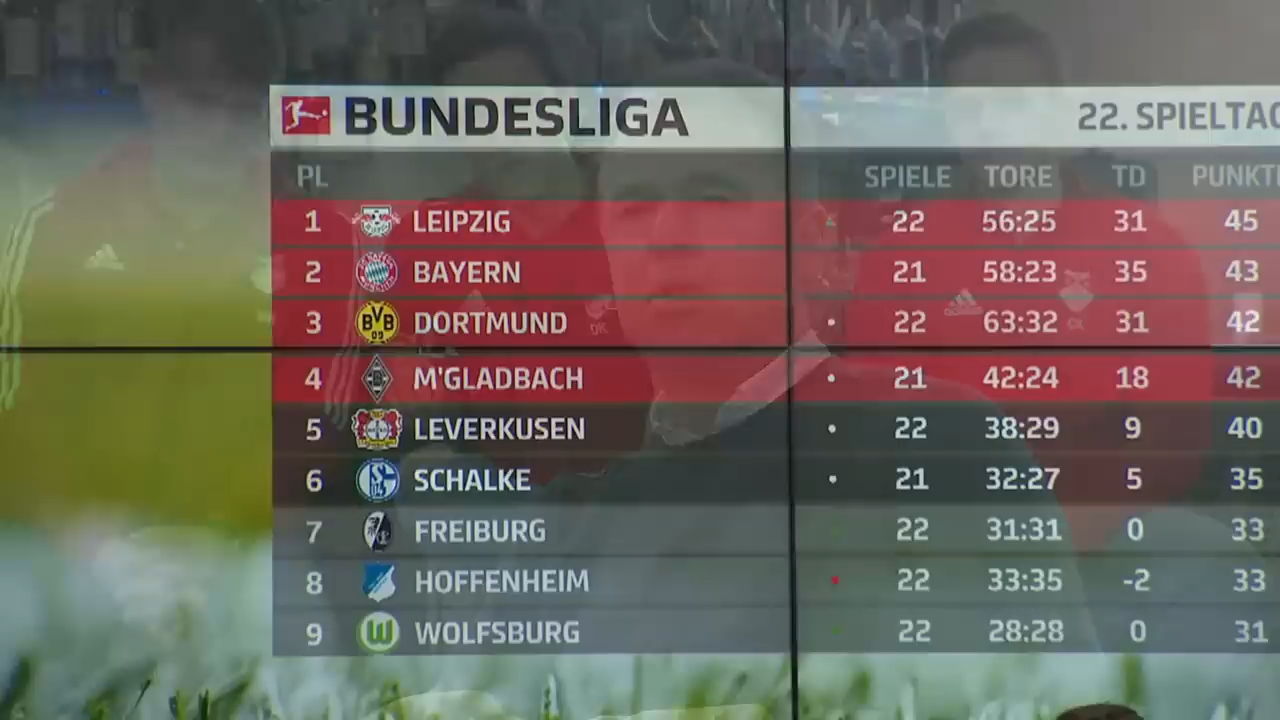 BUNDESLIGA 22. SPIELTAG
PL SPIELE TORE TD PUNKTE
1 LEIPZIG 22 56:25 31 45
2 BAYERN 21 58:23 35 43
3 BVB 09 DORTMUND 22 63:32 31 42
4 M'GLADBACH 21 42:24 18 42
5 LEVERKUSEN 22 38:29 9 40
6 SCHALKE 21 32:27 5 35
7 FREIBURG 22 31:31 0 33
8 HOFFENHEIM 22 33:35 -2 33
9 W WOLFSBURG 22 28:28 0 31
adidas